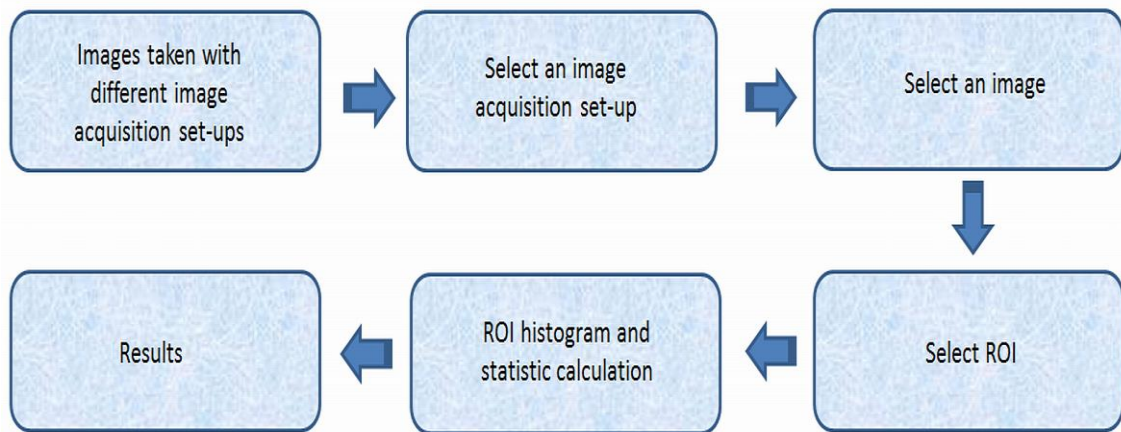 Images taken with
different image
acquisition set-ups
Select an image
acquisition set-up
Select an image
Select ROI
ROI histogram and
statistic calculation
Results